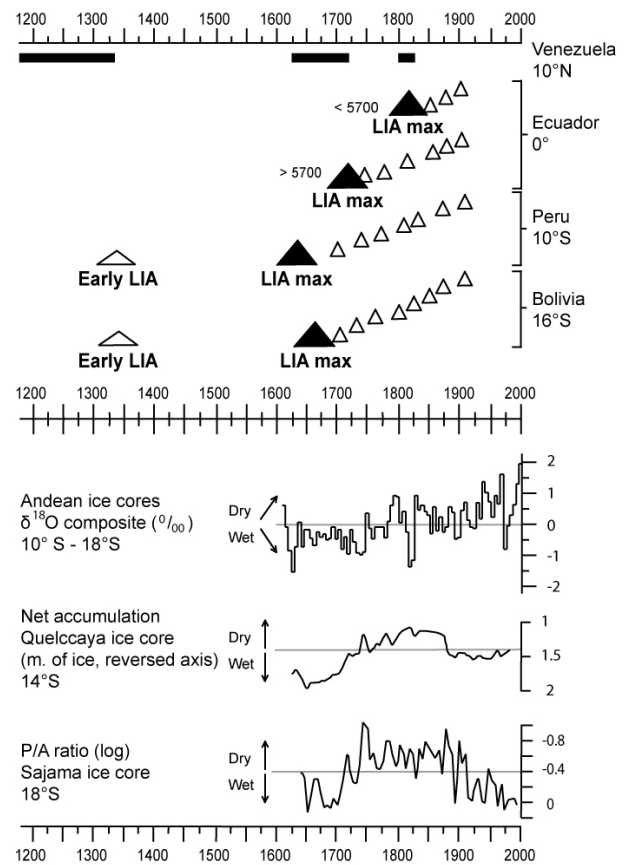 1200 1300 1400 1500 1600 1700 1800 1900 2000
Venezuela
10°N
< 5700
LIA max
Ecuador
0°
> 5700
LIA max
Peru
10°S
Early LIA
LIA max
Bolivia
16°S
Early LIA
LIA max
1200 1300 1400 1500 1600 1700 1800 1900 2000
Andean ice cores
δ18O composite (0/00)
10° S - 18°S
Dry
Wet
2
1
0
-1
-2
Net accumulation
Quelccaya ice core
(m. of ice, reversed axis)
14°S
Dry
Wet
1
1.5
2
P/A ratio (log)
Sajama ice core
18°S
Dry
Wet
-0.8
-0.4
0
1200 1300 1400 1500 1600 1700 1800 1900 2000